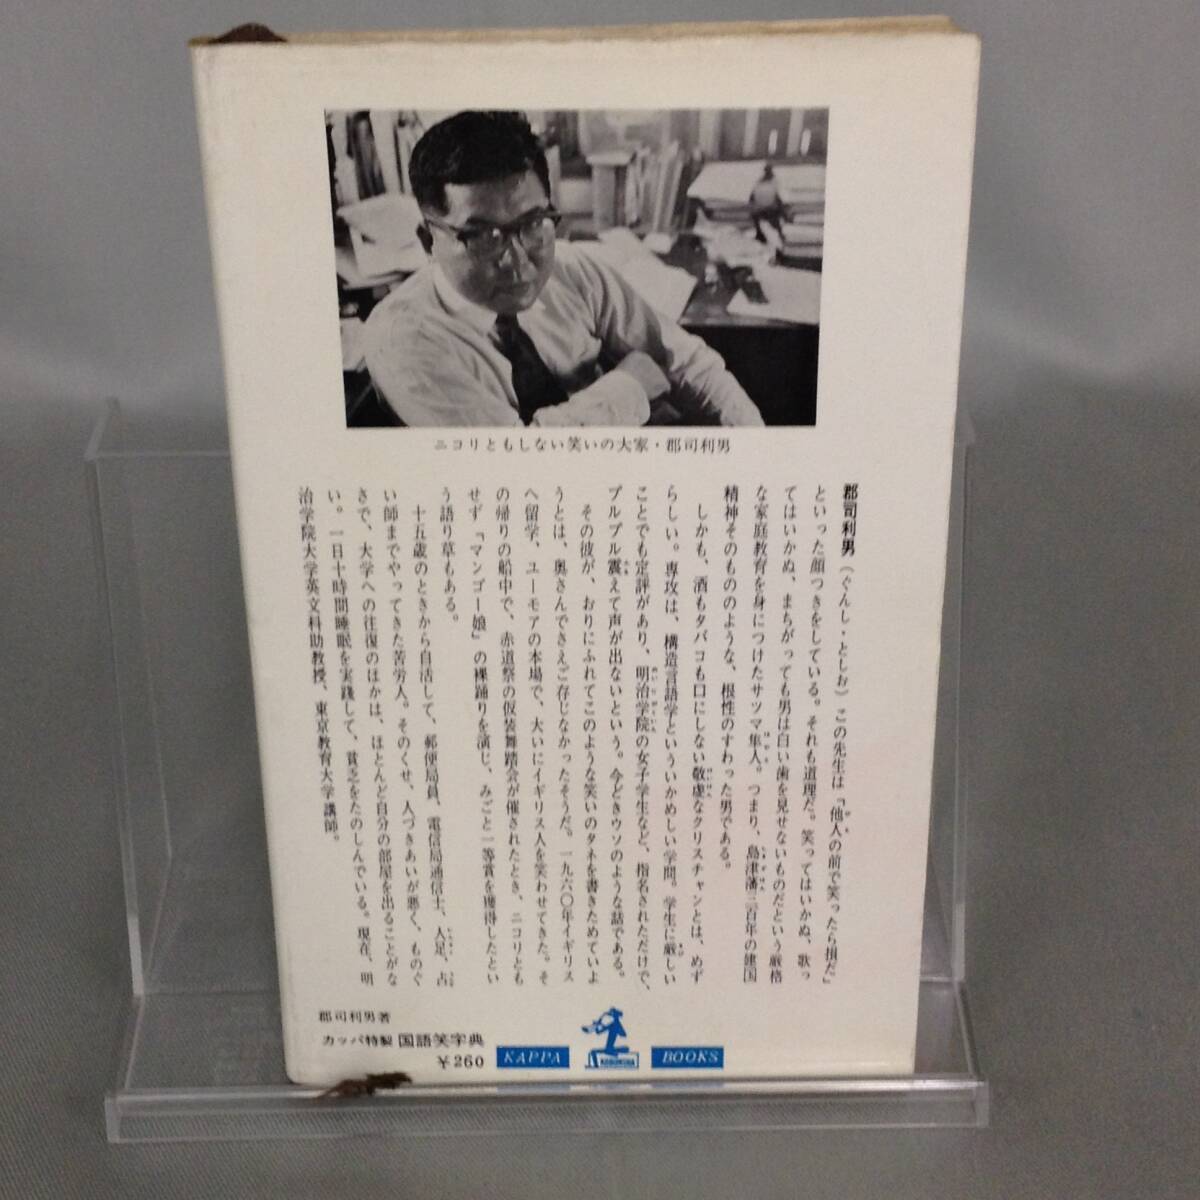 ニコリともしない笑いの大家・郡司利男
郡司利男（ぐんし・としお）この先生は『他人の前で笑ったら損だ』
といった顔つきをしている。それも道理だ。笑ってはいかぬ、歌っ
てはいかぬ、まちがっても男は白い歯を見せないものだという厳格
な家庭教育を身につけたサツマ隼人。つまり、島津藩三百年の建国
精神そのもののような、根性のすわった男である。
しかも、酒もタバコも口にしない敬虔なクリスチャンとは、めず
らしい。専攻は、構造言語学といういかめしい学問。学生に厳しい
ことでも定評があり、明治学院の女子学生など、指名されただけで、
ブルブル震えて声が出ないという。今どきウソのような話である。
その彼が、おりにふれてこのような笑いのタネを書きためていよ
うとは、奥さんでさえご存じなかったそうだ。一九六〇年イギリス
へ留学、ユーモアの本場で、大いにイギリス人を笑わせてきた。そ
の帰りの船中で、赤道祭の仮装舞踏会が催されたとき、ニコリとも
せず『マンゴー娘』の裸踊りを演じ、みごと一等賞を獲得したとい
う語り草もある。
十五歳のときから自活して、郵便局員、電信局通信士、人足、占
い師までやってきた苦労人。そのくせ、人づきあいが悪く、ものぐ
さで、大学への往復のほかは、ほとんど自分の部屋を出ることがな
い。一日十時間睡眠を実践して、貧乏をたのしんでいる。現在、明
治学院大学英文科助教授、東京教育大学講師。
郡司利男著
カッパ特製 国語笑字典
￥260
KAPPA BOOKS
KOBUNSHA